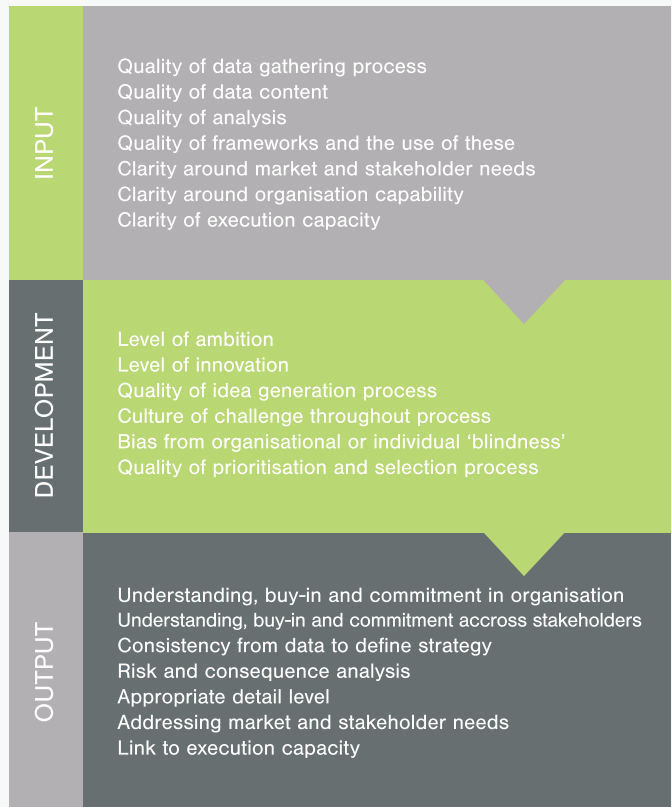 INPUT
Quality of data gathering process
Quality of data content
Quality of analysis
Quality of frameworks and the use of these
Clarity around market and stakeholder needs
Clarity around organisation capability
Clarity of execution capacity
DEVELOPMENT
Level of ambition
Level of innovation
Quality of idea generation process
Culture of challenge throughout process
Bias from organisational or individual ‘blindness’
Quality of prioritisation and selection process
OUTPUT
Understanding, buy-in and commitment in organisation
Understanding, buy-in and commitment accross stakeholders
Consistency from data to define strategy
Risk and consequence analysis
Appropriate detail level
Addressing market and stakeholder needs
Link to execution capacity